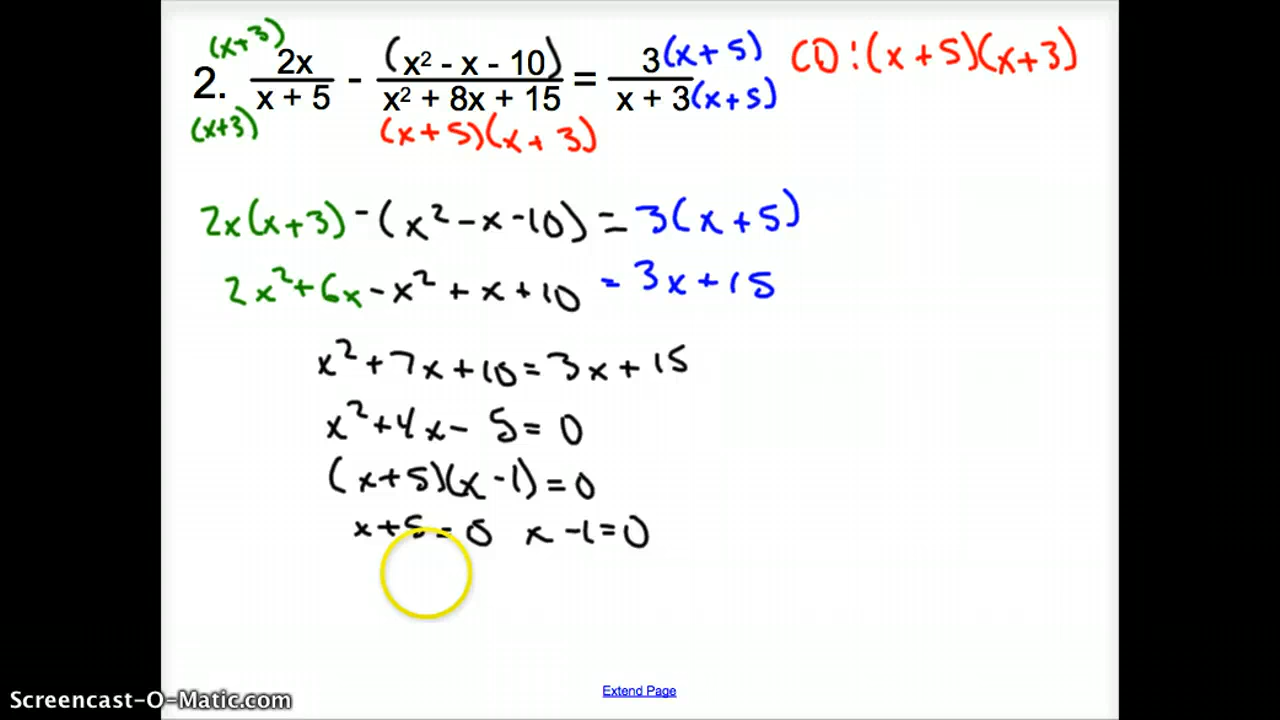 (x+3) 2x (x² - x - 10) 3(x+5) CD:(x+5)(x+3)
2. - =
x + 5 x² + 8x + 15 x + 3(x+5)
(x+3) (x+5)(x+3)
2x(x+3) -(x²-x-10) = 3(x+5)
2x²+6x-x²+x+10 = 3x+15
x²+7x+10=3x+15
x²+4x-5=0
(x+5)(x-1)=0
x+5=0 x-1=0
Extend Page
Screencast-O-Matic.com